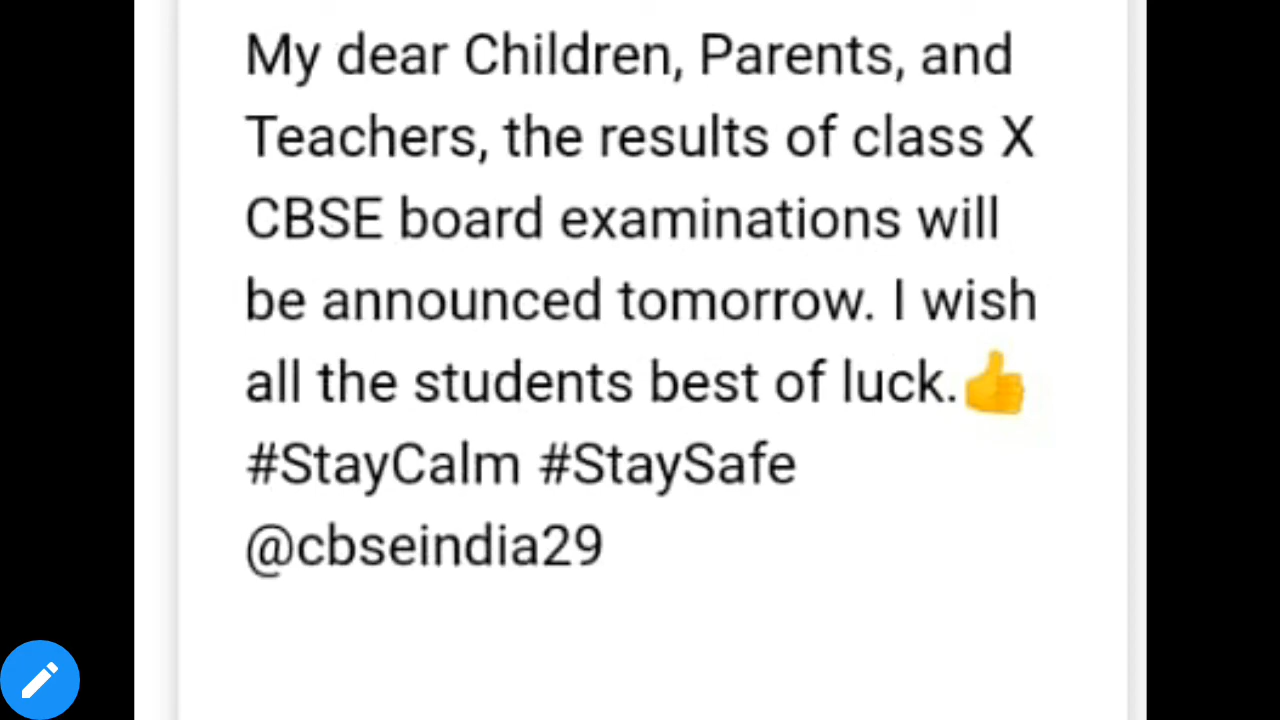 My dear Children, Parents, and
Teachers, the results of class X
CBSE board examinations will
be announced tomorrow. I wish
all the students best of luck.👍
#StayCalm #StaySafe
@cbseindia29